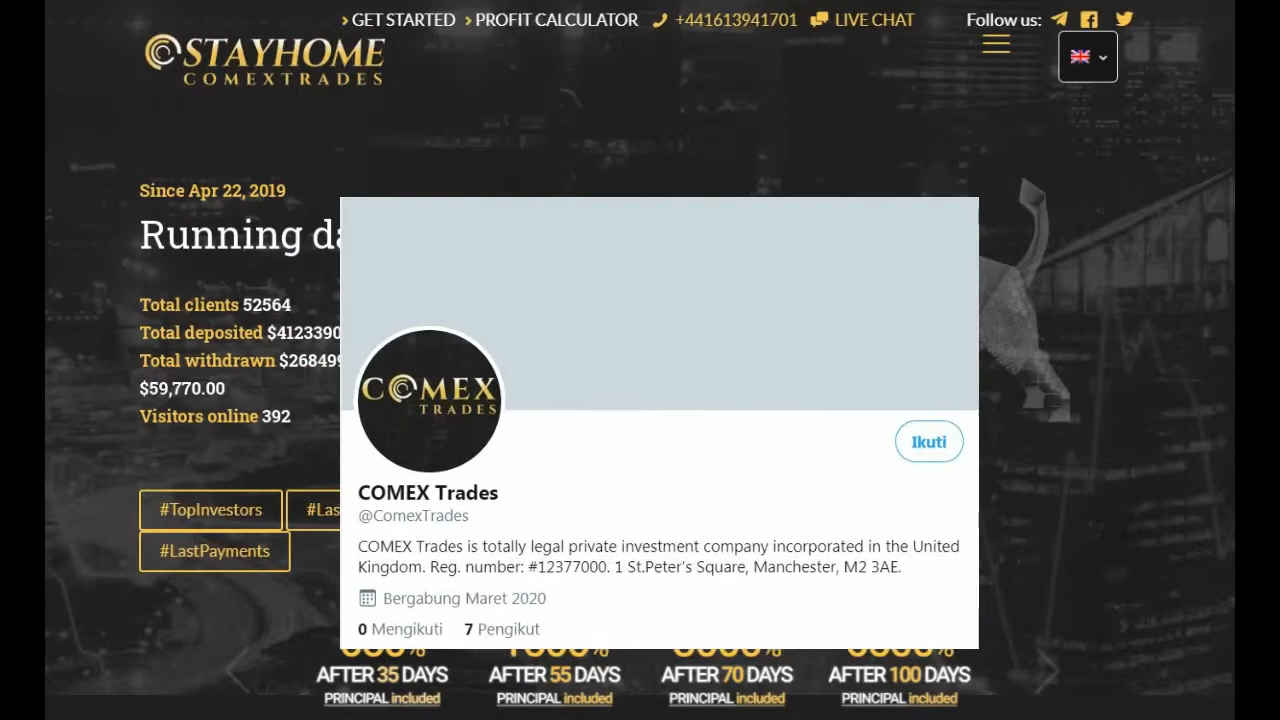 GET STARTED PROFIT CALCULATOR +441613941701 LIVE CHAT Follow us:
STAYHOME
COMEXTRADES
Since Apr 22, 2019
Running
Total clients 52564
Total deposited $4123390
Total withdrawn $268499
$59,770.00
Visitors online 392
#TopInvestors
#LastPayments
COMEX
TRADES
Ikuti
COMEX Trades
@ComexTrades
COMEX Trades is totally legal private investment company incorporated in the United
Kingdom. Reg. number: #12377000. 1 St.Peter's Square, Manchester, M2 3AE.
Bergabung Maret 2020
0 Mengikuti 7 Pengikut
AFTER 35 DAYS AFTER 55 DAYS AFTER 70 DAYS AFTER 100 DAYS
PRINCIPAL included PRINCIPAL included PRINCIPAL included PRINCIPAL included